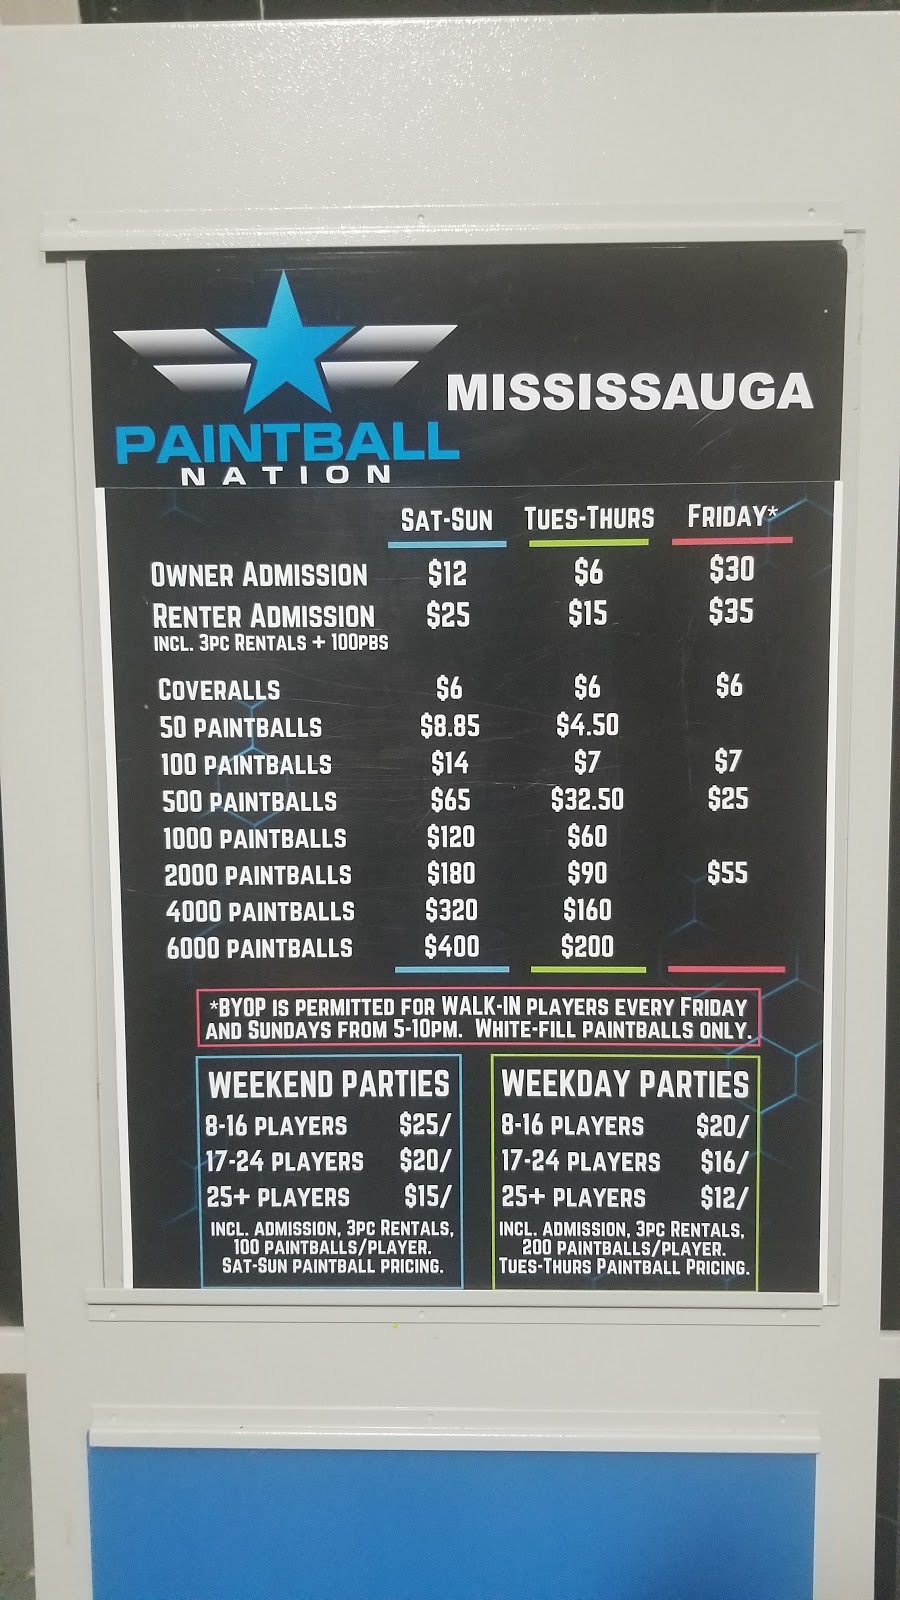 MISSISSAUGA
PAINTBALL
NATION
SAT-SUN TUES-THURS FRIDAY*
OWNER ADMISSION $12 $6 $30
RENTER ADMISSION $25 $15 $35
INCL. 3PC RENTALS + 100PBS
COVERALLS $6 $6 $6
50 PAINTBALLS $8.85 $4.50
100 PAINTBALLS $14 $7 $7
500 PAINTBALLS $65 $32.50 $25
1000 PAINTBALLS $120 $60
2000 PAINTBALLS $180 $90 $55
4000 PAINTBALLS $320 $160
6000 PAINTBALLS $400 $200
*BYOP IS PERMITTED FOR WALK-IN PLAYERS EVERY FRIDAY
AND SUNDAYS FROM 5-10PM. WHITE-FILL PAINTBALLS ONLY.
WEEKEND PARTIES
8-16 PLAYERS $25/
17-24 PLAYERS $20/
25+ PLAYERS $15/
INCL. ADMISSION, 3PC RENTALS,
100 PAINTBALLS/PLAYER.
SAT-SUN PAINTBALL PRICING.
WEEKDAY PARTIES
8-16 PLAYERS $20/
17-24 PLAYERS $16/
25+ PLAYERS $12/
INCL. ADMISSION, 3PC RENTALS,
200 PAINTBALLS/PLAYER.
TUES-THURS PAINTBALL PRICING.